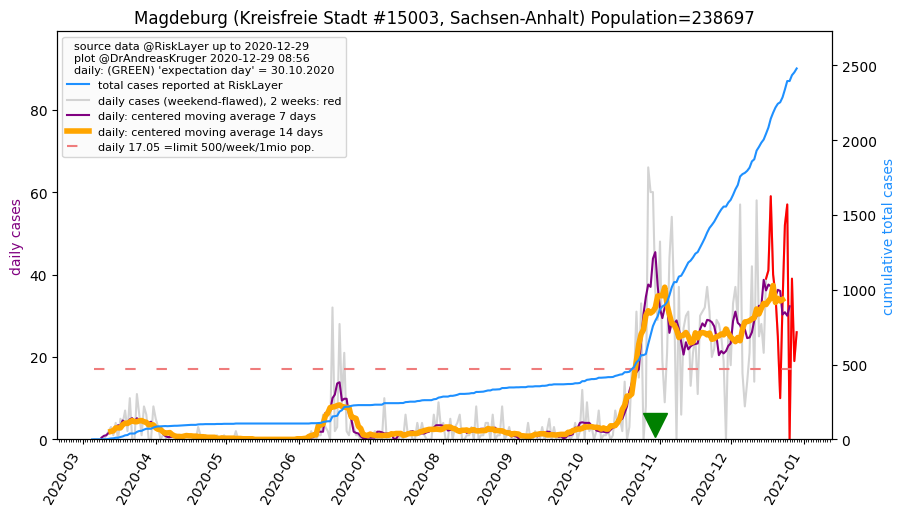 Magdeburg (Kreisfreie Stadt #15003, Sachsen-Anhalt) Population=238697
source data @RiskLayer up to 2020-12-29
plot @DrAndreasKruger 2020-12-29 08:56
daily: (GREEN) 'expectation day' = 30.10.2020
total cases reported at RiskLayer
daily cases (weekend-flawed), 2 weeks: red
daily: centered moving average 7 days
daily: centered moving average 14 days
daily 17.05 =limit 500/week/1mio pop.
daily cases
80
60
40
20
0
cumulative total cases
2500
2000
1500
1000
500
0
2020-03
2020-04
2020-05
2020-06
2020-07
2020-08
2020-09
2020-10
2020-11
2020-12
2021-01